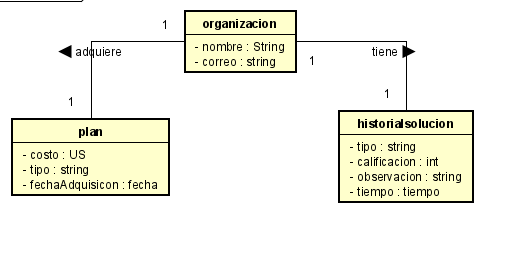 organizacion
- nombre : String
- correo : string
1
adquiere
1
1
tiene
1
plan
- costo : US
- tipo : string
- fechaAdquisicon : fecha
historialsolucion
- tipo : string
- calificacion : int
- observacion : string
- tiempo : tiempo